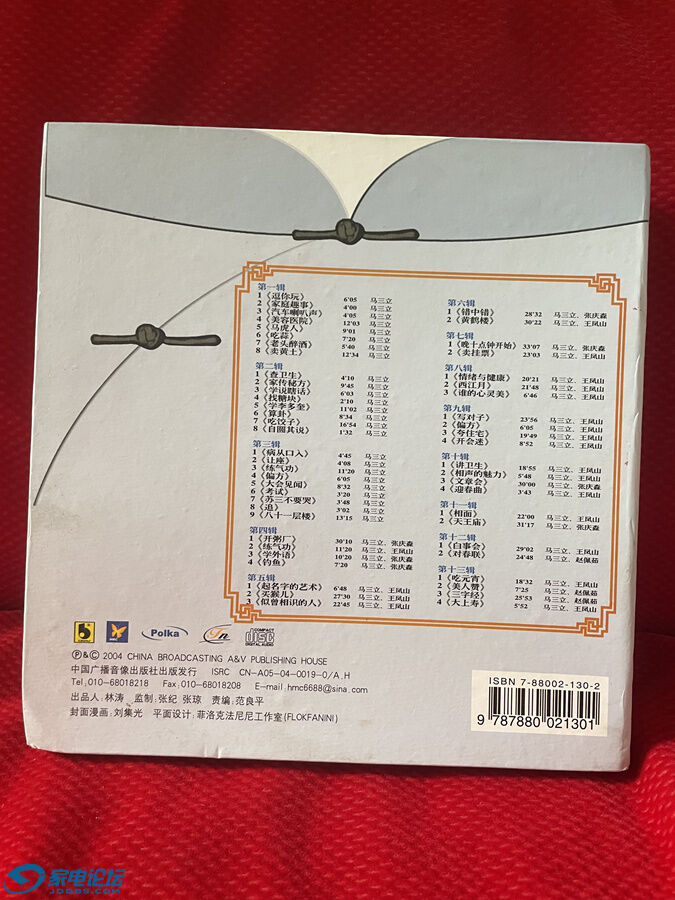 第一辑
1《逗你玩》 6'05 马三立
2《家庭趣事》 4'00 马三立
3《汽车喇叭声》 4'05 马三立
4《美容医院》 12'03 马三立
5《马虎人》 9'01 马三立
6《吃蒜》 7'20 马三立
7《老头醉酒》 5'40 马三立
8《卖黄土》 12'34 马三立
第二辑
1《查卫生》 4'10 马三立
2《家传秘方》 9'45 马三立
3《学说瞎话》 6'03 马三立
4《找糖块》 2'10 马三立
5《学李多奎》 11'02 马三立
6《算卦》 8'34 马三立
7《吃饺子》 16'54 马三立
8《自圆其说》 1'32 马三立
第三辑
1《病从口入》 4'45 马三立
2《让座》 4'08 马三立
3《练气功》 11'20 马三立
4《偏方》 6'05 马三立
5《大会见闻》 8'32 马三立
6《考试》 3'20 马三立
7《苏三不要哭》 3'48 马三立
8《追》 3'02 马三立
9《八十一层楼》 13'15 马三立
第四辑
1《开粥厂》 30'10 马三立、张庆森
2《练气功》 11'20 马三立、王凤山
3《学外语》 10'20 马三立、张庆森
4《钓鱼》 7'20 马三立、张庆森
第五辑
1《起名字的艺术》 6'48 马三立、王凤山
2《买猴儿》 27'30 马三立、王凤山
3《似曾相识的人》 22'45 马三立、王凤山
第六辑
1《错中错》 28'32 马三立、张庆森
2《黄鹤楼》 30'22 马三立、王凤山
第七辑
1《晚十点钟开始》 33'07 马三立、王凤山
2《卖挂票》 23'03 马三立、王凤山
第八辑
1《情绪与健康》 20'21 马三立、王凤山
2《西江月》 21'48 马三立、王凤山
3《谁的心灵美》 6'46 马三立、王凤山
第九辑
1《写对子》 23'56 马三立、王凤山
2《偏方》 6'05 马三立、王凤山
3《夸住宅》 19'49 马三立、王凤山
4《开会迷》 8'52 马三立、王凤山
第十辑
1《讲卫生》 18'55 马三立、王凤山
2《相声的魅力》 5'48 马三立、王凤山
3《文章会》 30'00 马三立、张庆森
4《迎春曲》 3'43 马三立、王凤山
第十一辑
1《相面》 22'00 马三立、王凤山
2《天王庙》 31'17 马三立、张庆森
第十二辑
1《白事会》 29'02 马三立、王凤山
2《对春联》 24'48 马三立、赵佩茹
第十三辑
1《吃元宵》 18'32 马三立、王凤山
2《美人赞》 7'25 马三立、赵佩茹
3《三字经》 5'53 马三立、赵佩茹
4《大上寿》 5'52 马三立、王凤山
Polka
COMPACT
disc
DIGITAL AUDIO
Ⓟ&© 2004 CHINA BROADCASTING A&V PUBLISHING HOUSE
中国广播音像出版社出版发行 ISRC CN-A05-04-0019-0/A.H
Tel.010-68018218 Fax.010-68018208 E-mail hmc6688@sina.com
出品人:林涛 监制:张纪 张琼 责编:范良平
封面漫画:刘集光 平面设计:菲洛克法尼尼工作室(FLOKFANINI)
ISBN 7-88002-130-2
9 787880 021301
家电论坛
JDBBS.COM